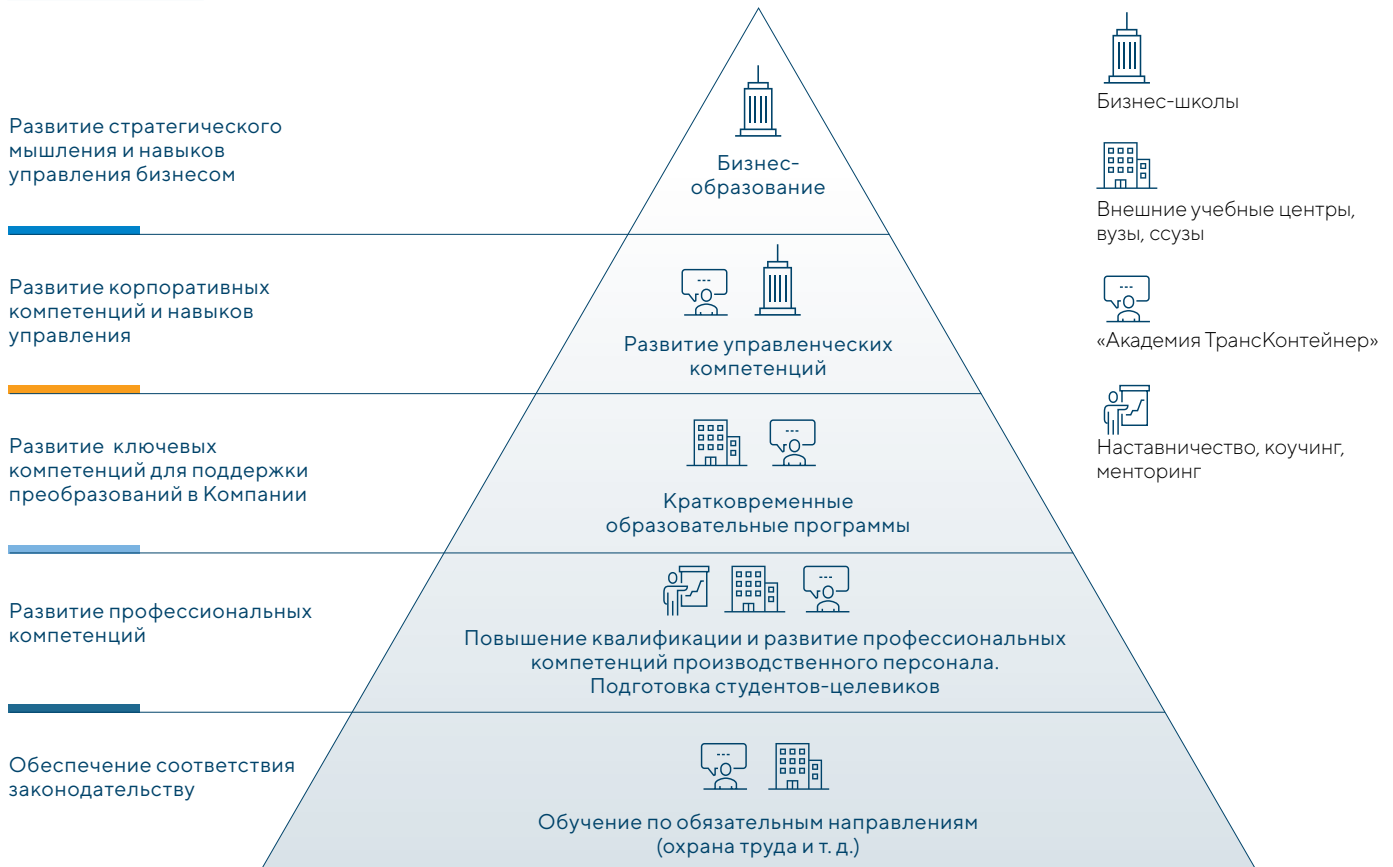 Развитие стратегического
мышления и навыков
управления бизнесом
Бизнес-
образование
Развитие корпоративных
компетенций и навыков
управления
Развитие управленческих
компетенций
Развитие ключевых
компетенций для поддержки
преобразований в Компании
Кратковременные
образовательные программы
Развитие профессиональных
компетенций
Повышение квалификации и развитие профессиональных
компетенций производственного персонала.
Подготовка студентов-целевиков
Обеспечение соответствия
законодательству
Обучение по обязательным направлениям
(охрана труда и т. д.)
Бизнес-школы
Внешние учебные центры,
вузы, ссузы
«Академия ТрансКонтейнер»
Наставничество, коучинг,
менторинг